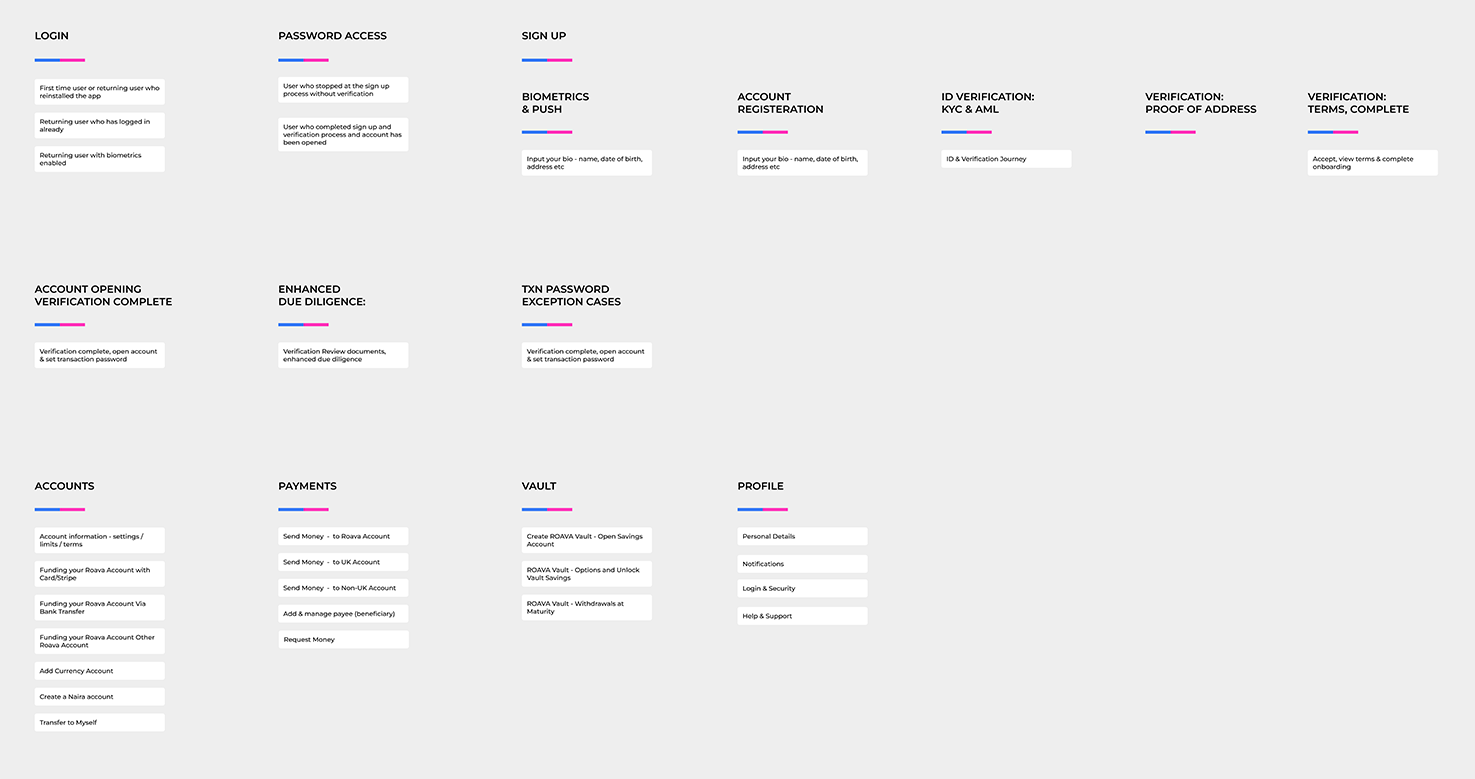 LOGIN
First time user or returning user who
reinstalled the app
Returning user who has logged in
already
Returning user with biometrics
enabled
PASSWORD ACCESS
User who stopped at the sign up
process without verification
User who completed sign up and
verification process and account has
been opened
SIGN UP
BIOMETRICS
& PUSH
Input your bio - name, date of birth,
address etc
ACCOUNT
REGISTERATION
Input your bio - name, date of birth,
address etc
ID VERIFICATION:
KYC & AML
ID & Verification Journey
VERIFICATION:
PROOF OF ADDRESS
VERIFICATION:
TERMS, COMPLETE
Accept, view terms & complete
onboarding
ACCOUNT OPENING
VERIFICATION COMPLETE
Verification complete, open account
& set transaction password
ENHANCED
DUE DILIGENCE:
Verification Review documents,
enhanced due diligence
TXN PASSWORD
EXCEPTION CASES
Verification complete, open account
& set transaction password
ACCOUNTS
Account information - settings /
limits / terms
Funding your Roava Account with
Card/Stripe
Funding your Roava Account Via
Bank Transfer
Funding your Roava Account Other
Roava Account
Add Currency Account
Create a Naira account
Transfer to Myself
PAYMENTS
Send Money - to Roava Account
Send Money - to UK Account
Send Money - to Non-UK Account
Add & manage payee (beneficiary)
Request Money
VAULT
Create ROAVA Vault - Open Savings
Account
ROAVA Vault - Options and Unlock
Vault Savings
ROAVA Vault - Withdrawals at
Maturity
PROFILE
Personal Details
Notifications
Login & Security
Help & Support